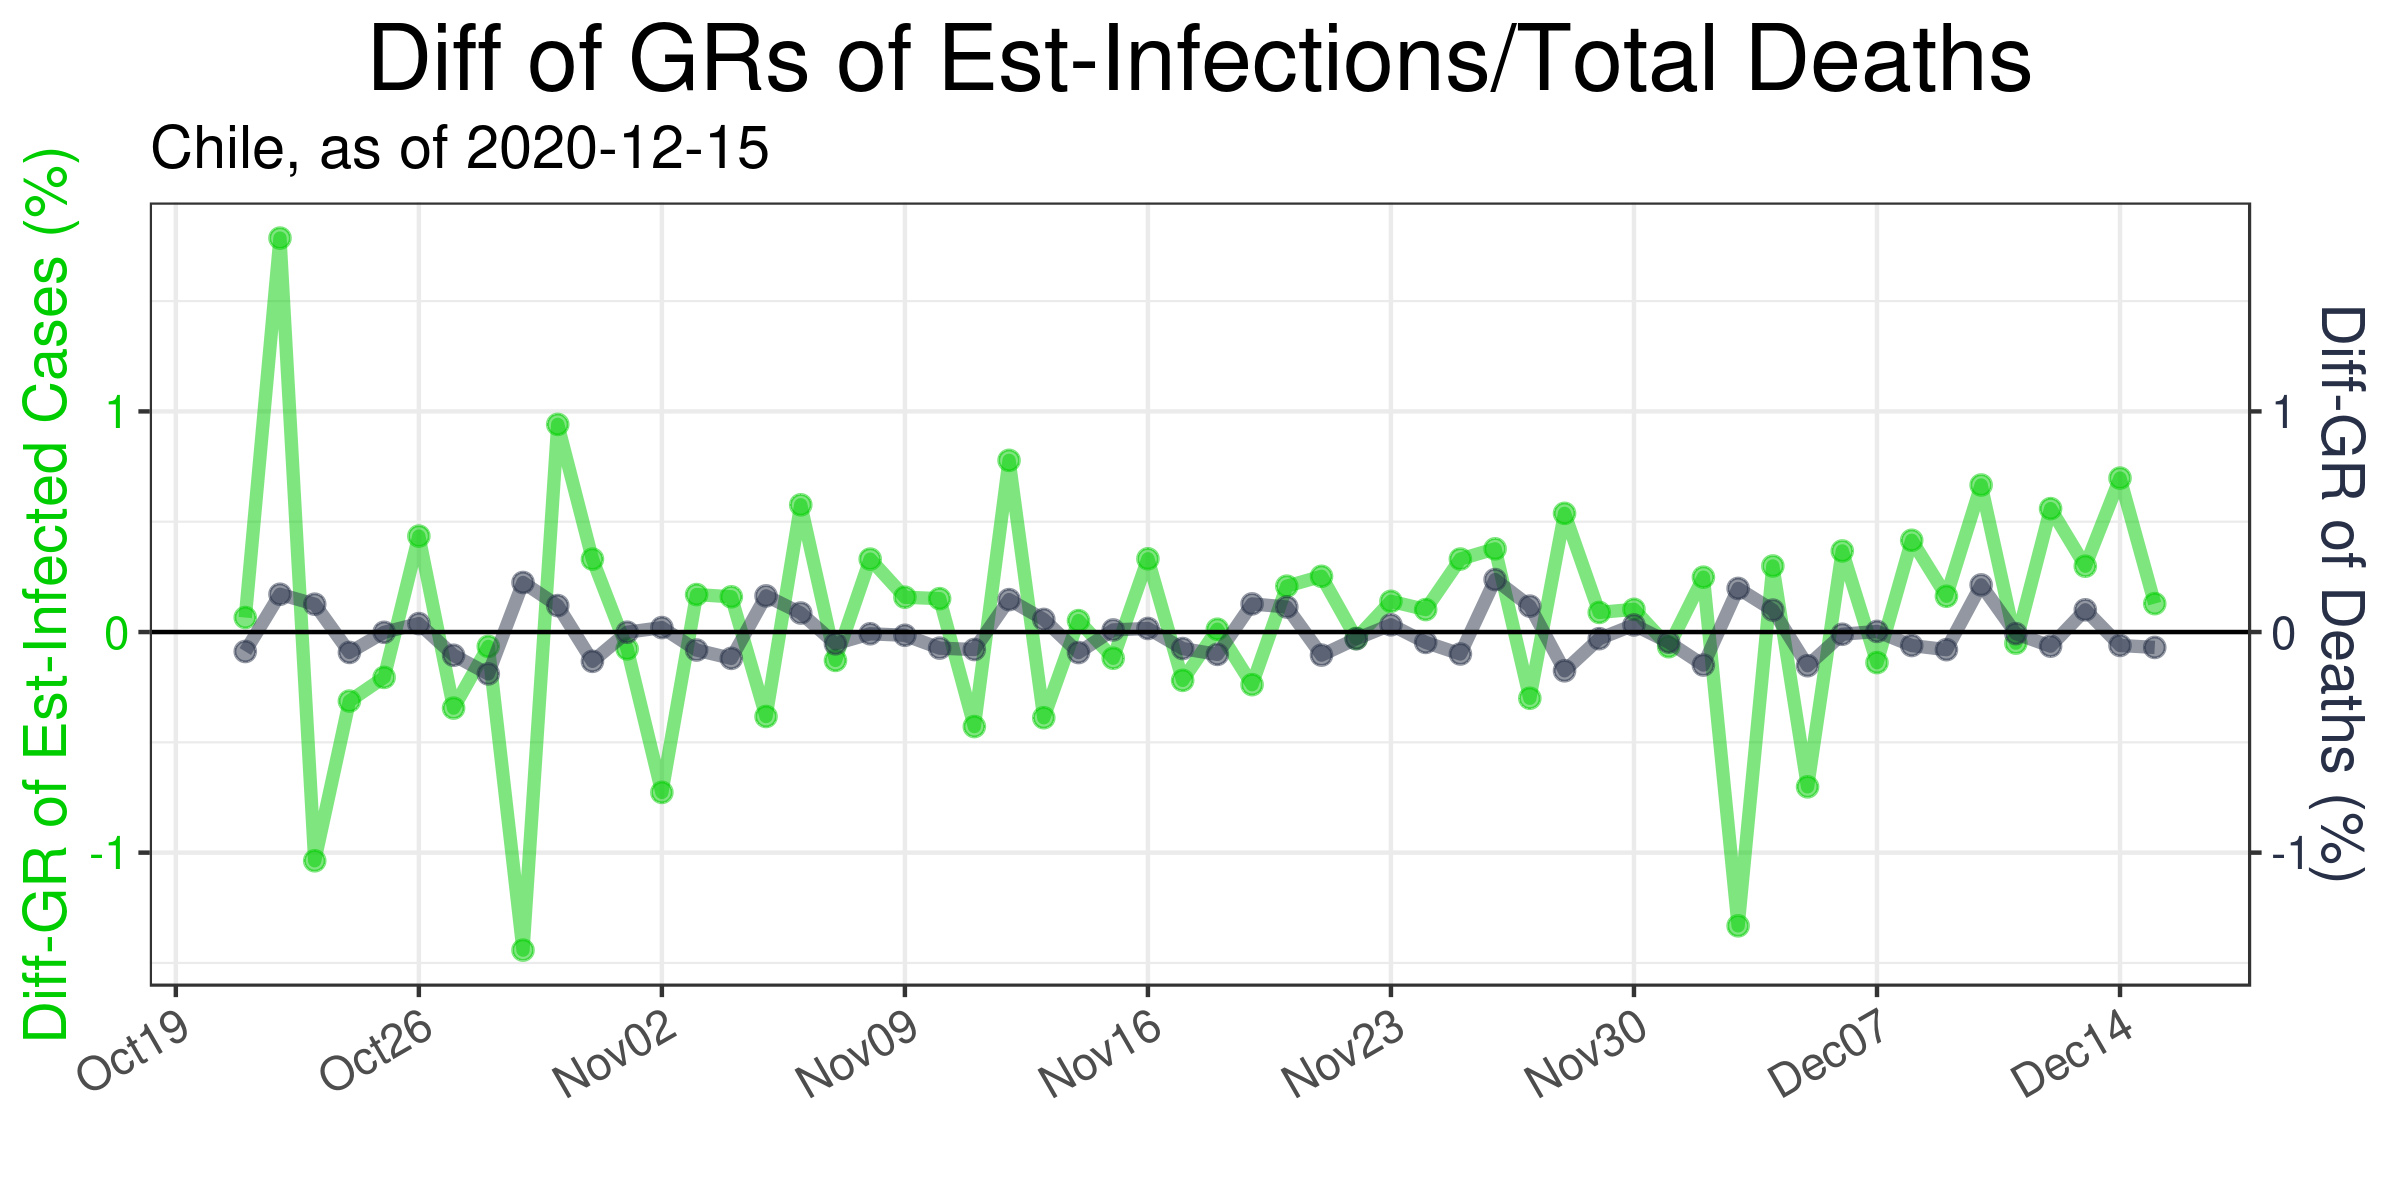 Diff of GRs of Est-Infections/Total Deaths
Chile, as of 2020-12-15
Diff-GR of Est-Infected Cases (%)
1
0
-1
1
0
-1
Diff-GR of Deaths (%)
Oct19
Oct26
Nov02
Nov09
Nov16
Nov23
Nov30
Dec07
Dec14